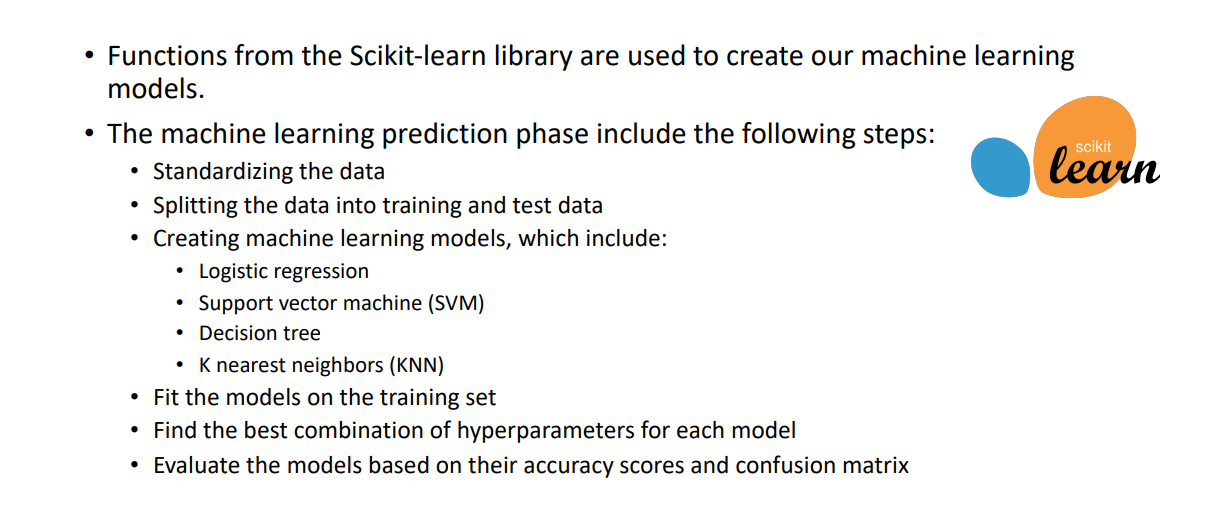 • Functions from the Scikit-learn library are used to create our machine learning
models.
• The machine learning prediction phase include the following steps:
• Standardizing the data
• Splitting the data into training and test data
• Creating machine learning models, which include:
• Logistic regression
• Support vector machine (SVM)
• Decision tree
• K nearest neighbors (KNN)
• Fit the models on the training set
• Find the best combination of hyperparameters for each model
• Evaluate the models based on their accuracy scores and confusion matrix
scikit
learn